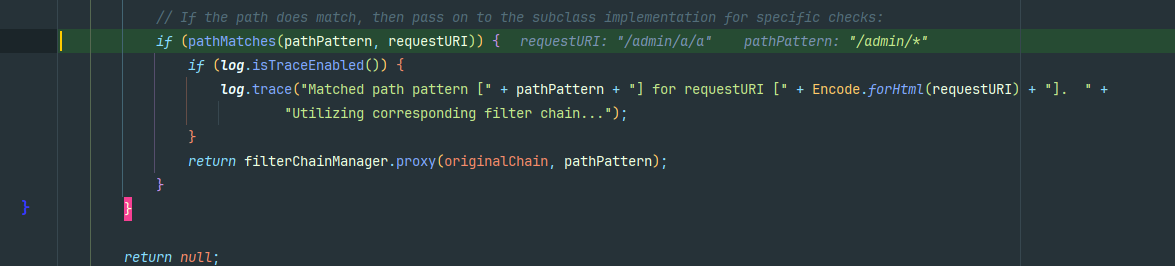 // If the path does match, then pass on to the subclass implementation for specific checks:
if (pathMatches(pathPattern, requestURI)) { requestURI: "/admin/a/a" pathPattern: "/admin/*"
if (log.isTraceEnabled()) {
log.trace("Matched path pattern [" + pathPattern + "] for requestURI [" + Encode.forHtml(requestURI) + "].  " +
"Utilizing corresponding filter chain...");
}
return filterChainManager.proxy(originalChain, pathPattern);
}
} }
return null;